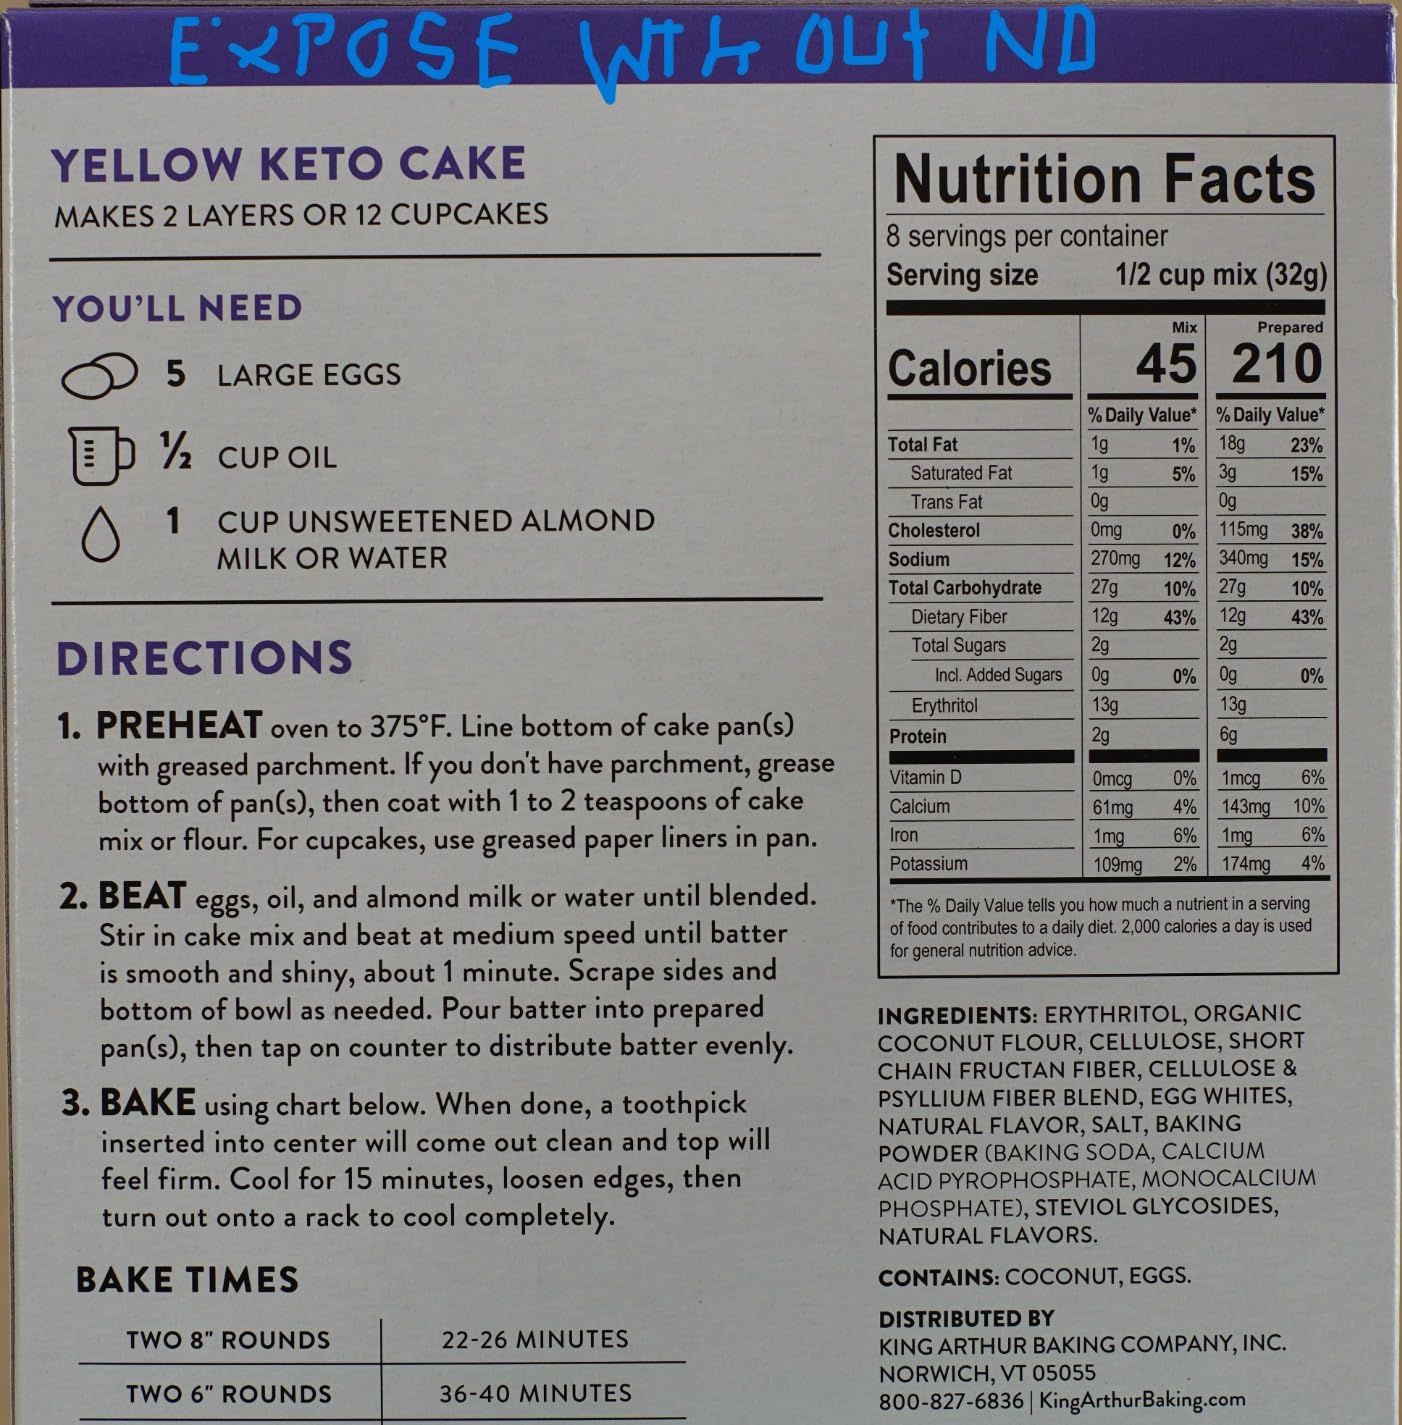 EXPOSE WITHOUT ND
YELLOW KETO CAKE
MAKES 2 LAYERS OR 12 CUPCAKES
YOU'LL NEED
5 LARGE EGGS
½ CUP OIL
1 CUP UNSWEETENED ALMOND
MILK OR WATER
DIRECTIONS
1. PREHEAT oven to 375°F. Line bottom of cake pan(s)
with greased parchment. If you don't have parchment, grease
bottom of pan(s), then coat with 1 to 2 teaspoons of cake
mix or flour. For cupcakes, use greased paper liners in pan.
2. BEAT eggs, oil, and almond milk or water until blended.
Stir in cake mix and beat at medium speed until batter
is smooth and shiny, about 1 minute. Scrape sides and
bottom of bowl as needed. Pour batter into prepared
pan(s), then tap on counter to distribute batter evenly.
3. BAKE using chart below. When done, a toothpick
inserted into center will come out clean and top will
feel firm. Cool for 15 minutes, loosen edges, then
turn out onto a rack to cool completely.
BAKE TIMES
TWO 8" ROUNDS 22-26 MINUTES
TWO 6" ROUNDS 36-40 MINUTES
Nutrition Facts
8 servings per container
Serving size 1/2 cup mix (32g)
Mix Prepared
Calories 45 210
% Daily Value* % Daily Value*
Total Fat 1g 1% 18g 23%
Saturated Fat 1g 5% 3g 15%
Trans Fat 0g 0g
Cholesterol 0mg 0% 115mg 38%
Sodium 270mg 12% 340mg 15%
Total Carbohydrate 27g 10% 27g 10%
Dietary Fiber 12g 43% 12g 43%
Total Sugars 2g 2g
Incl. Added Sugars 0g 0% 0g 0%
Erythritol 13g 13g
Protein 2g 6g
Vitamin D 0mcg 0% 1mcg 6%
Calcium 61mg 4% 143mg 10%
Iron 1mg 6% 1mg 6%
Potassium 109mg 2% 174mg 4%
*The % Daily Value tells you how much a nutrient in a serving
of food contributes to a daily diet. 2,000 calories a day is used
for general nutrition advice.
INGREDIENTS: ERYTHRITOL, ORGANIC
COCONUT FLOUR, CELLULOSE, SHORT
CHAIN FRUCTAN FIBER, CELLULOSE &
PSYLLIUM FIBER BLEND, EGG WHITES,
NATURAL FLAVOR, SALT, BAKING
POWDER (BAKING SODA, CALCIUM
ACID PYROPHOSPHATE, MONOCALCIUM
PHOSPHATE), STEVIOL GLYCOSIDES,
NATURAL FLAVORS.
CONTAINS: COCONUT, EGGS.
DISTRIBUTED BY
KING ARTHUR BAKING COMPANY, INC.
NORWICH, VT 05055
800-827-6836 | KingArthurBaking.com